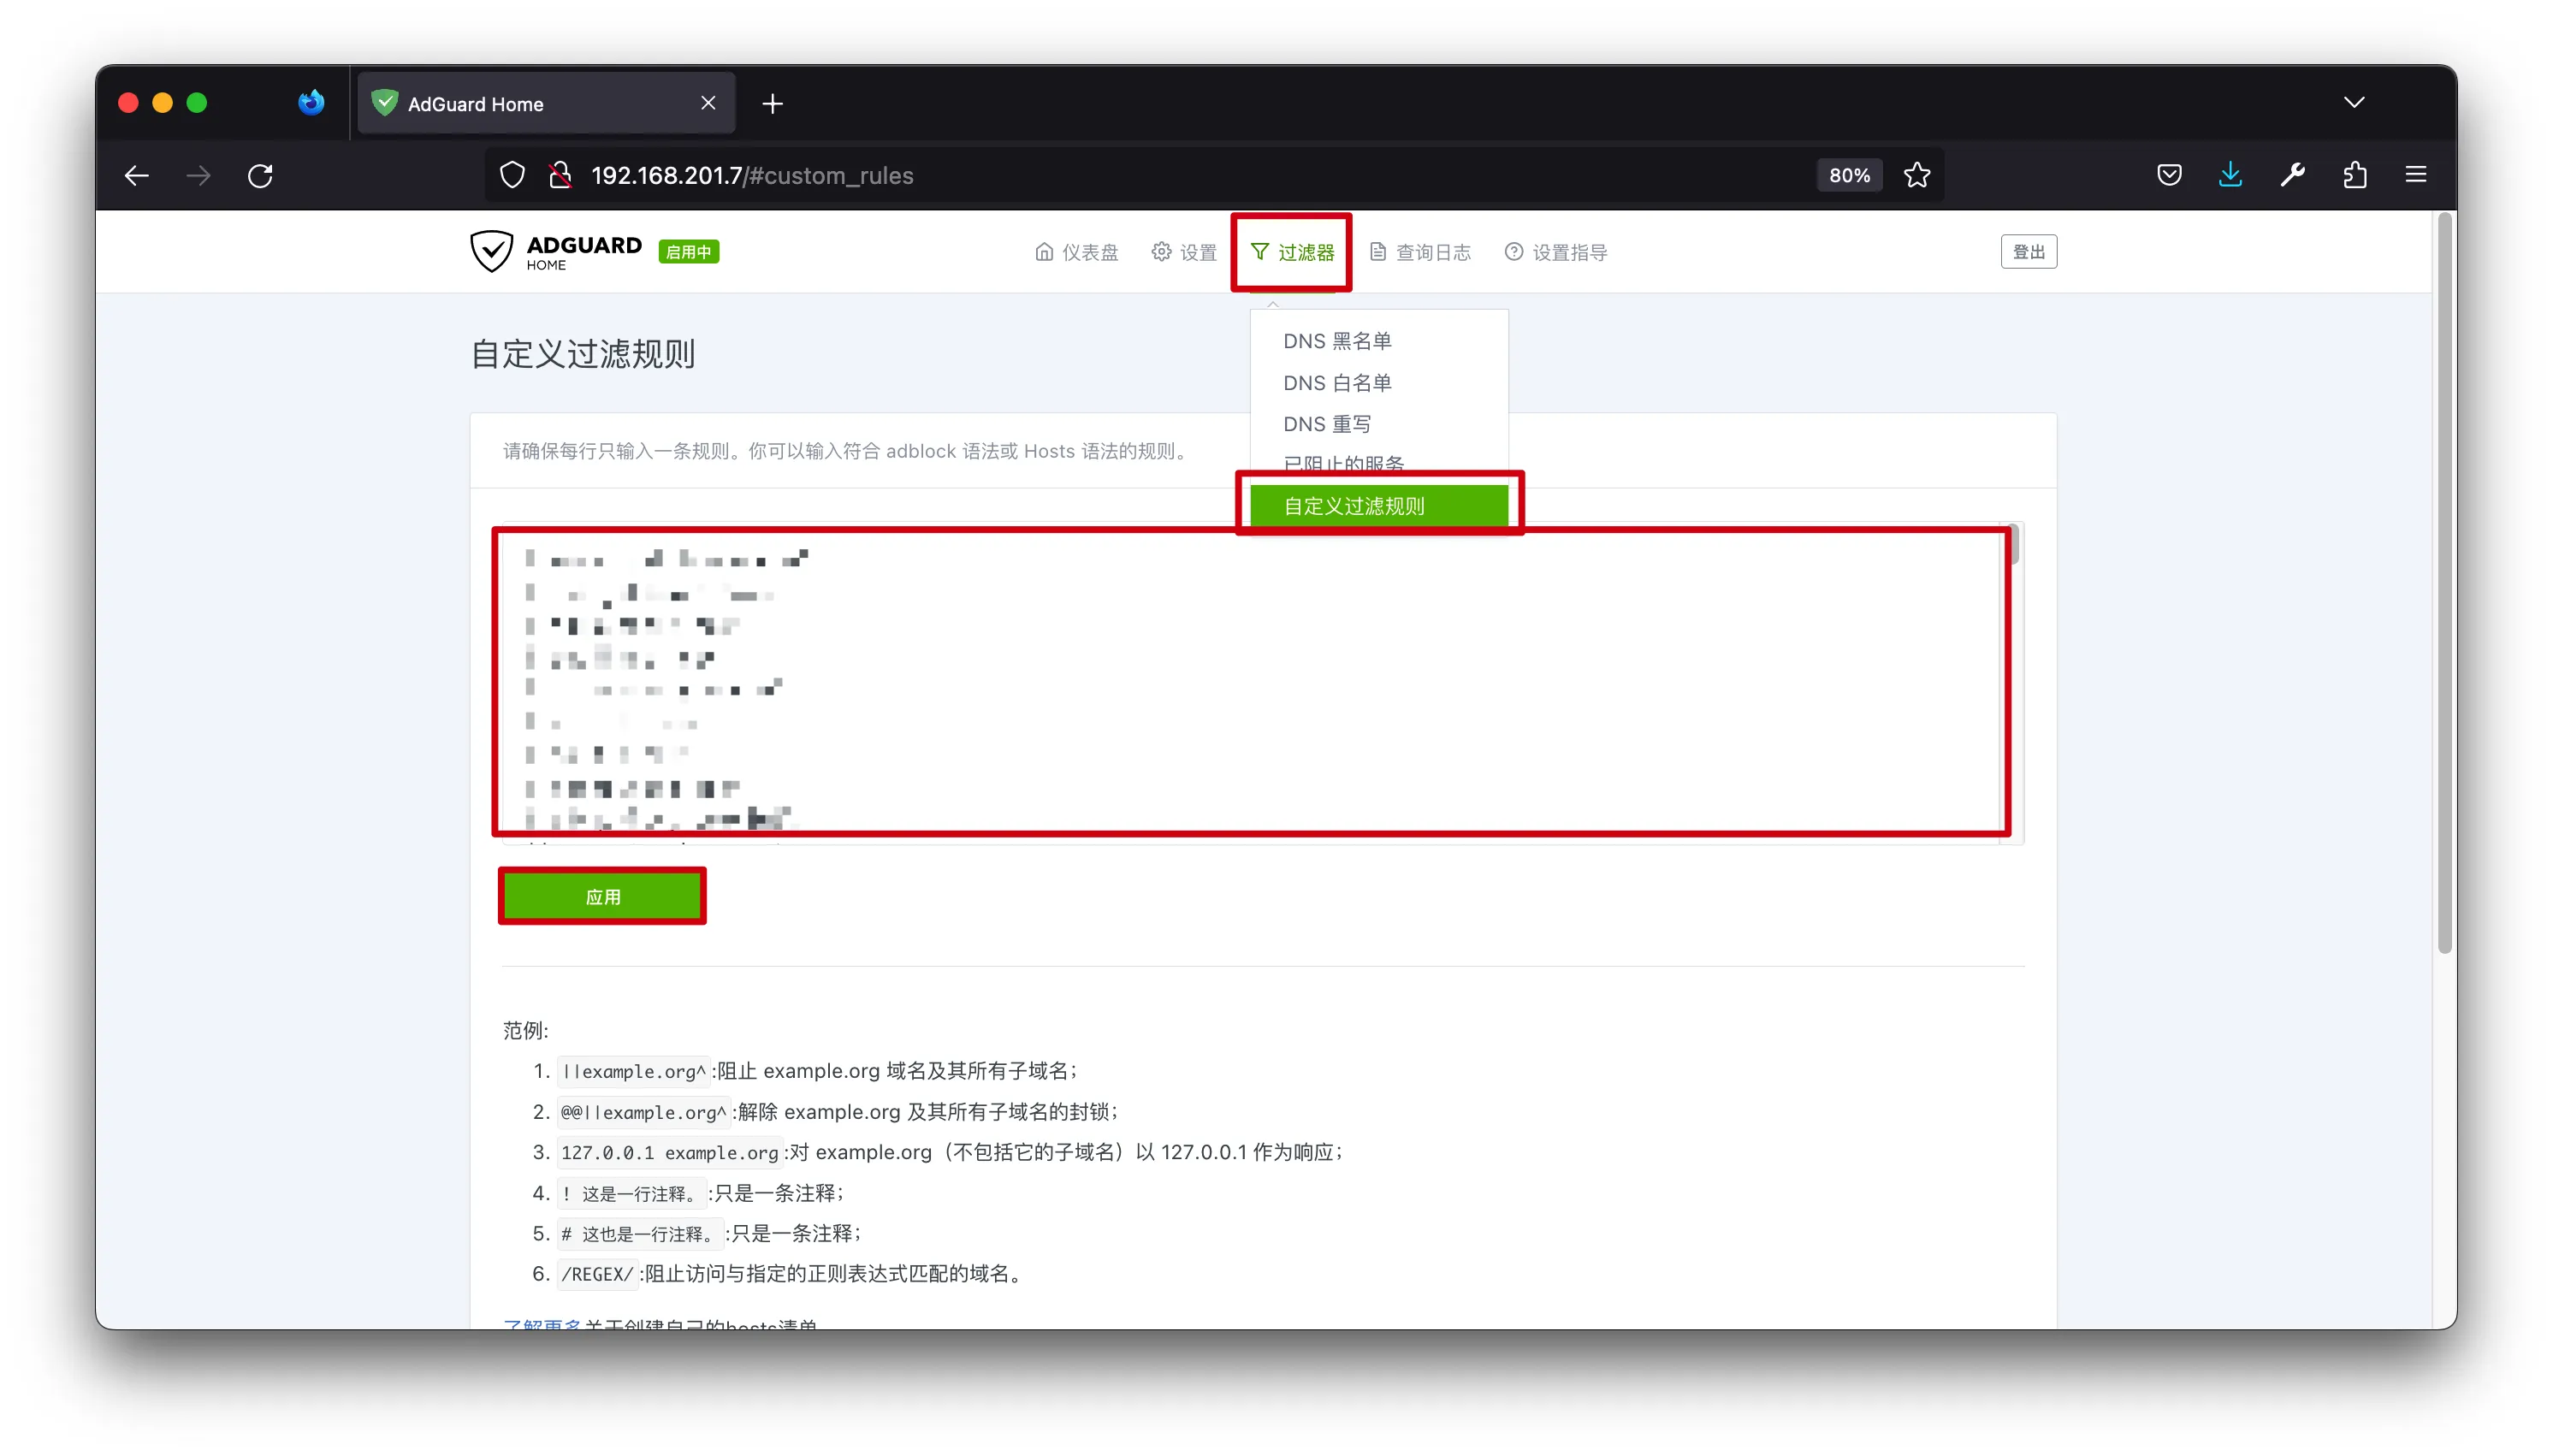 AdGuard Home
192.168.201.7/#custom_rules
80%
ADGUARD
HOME
启用中
仪表盘
设置
过滤器
查询日志
设置指导
登出
DNS 黑名单
DNS 白名单
DNS 重写
已阻止的服务
自定义过滤规则
自定义过滤规则
请确保每行只输入一条规则。你可以输入符合 adblock 语法或 Hosts 语法的规则。
应用
范例:
1. ||example.org^ :阻止 example.org 域名及其所有子域名；
2. @@||example.org^ :解除 example.org 及其所有子域名的封锁；
3. 127.0.0.1 example.org :对 example.org（不包括它的子域名）以 127.0.0.1 作为响应；
4. ! 这是一行注释。 :只是一条注释；
5. # 这也是一行注释。 :只是一条注释；
6. /REGEX/ :阻止访问与指定的正则表达式匹配的域名。
了解更多关于创建自己的hosts清单